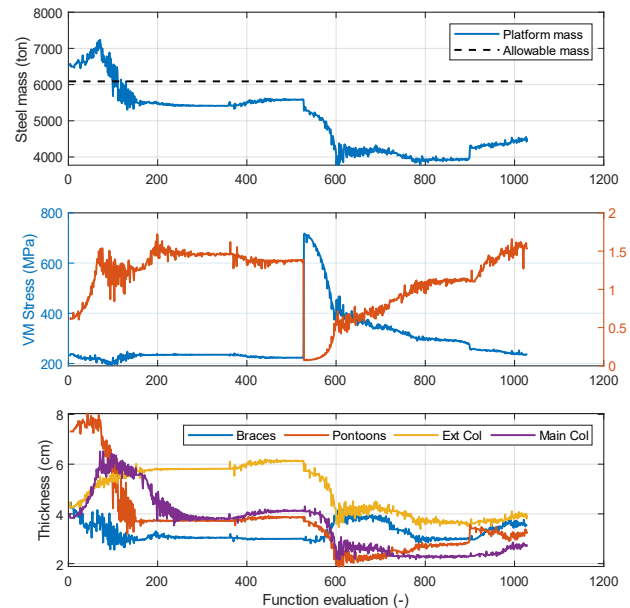 8000
7000
6000
5000
4000
Steel mass (ton)
Platform mass
Allowable mass
0 200 400 600 800 1000 1200
800
600
400
200
VM Stress (MPa)
2
1.5
1
0.5
0
0 200 400 600 800 1000 1200
8
6
4
2
Thickness (cm)
Braces Pontoons Ext Col Main Col
0 200 400 600 800 1000 1200
Function evaluation (-)